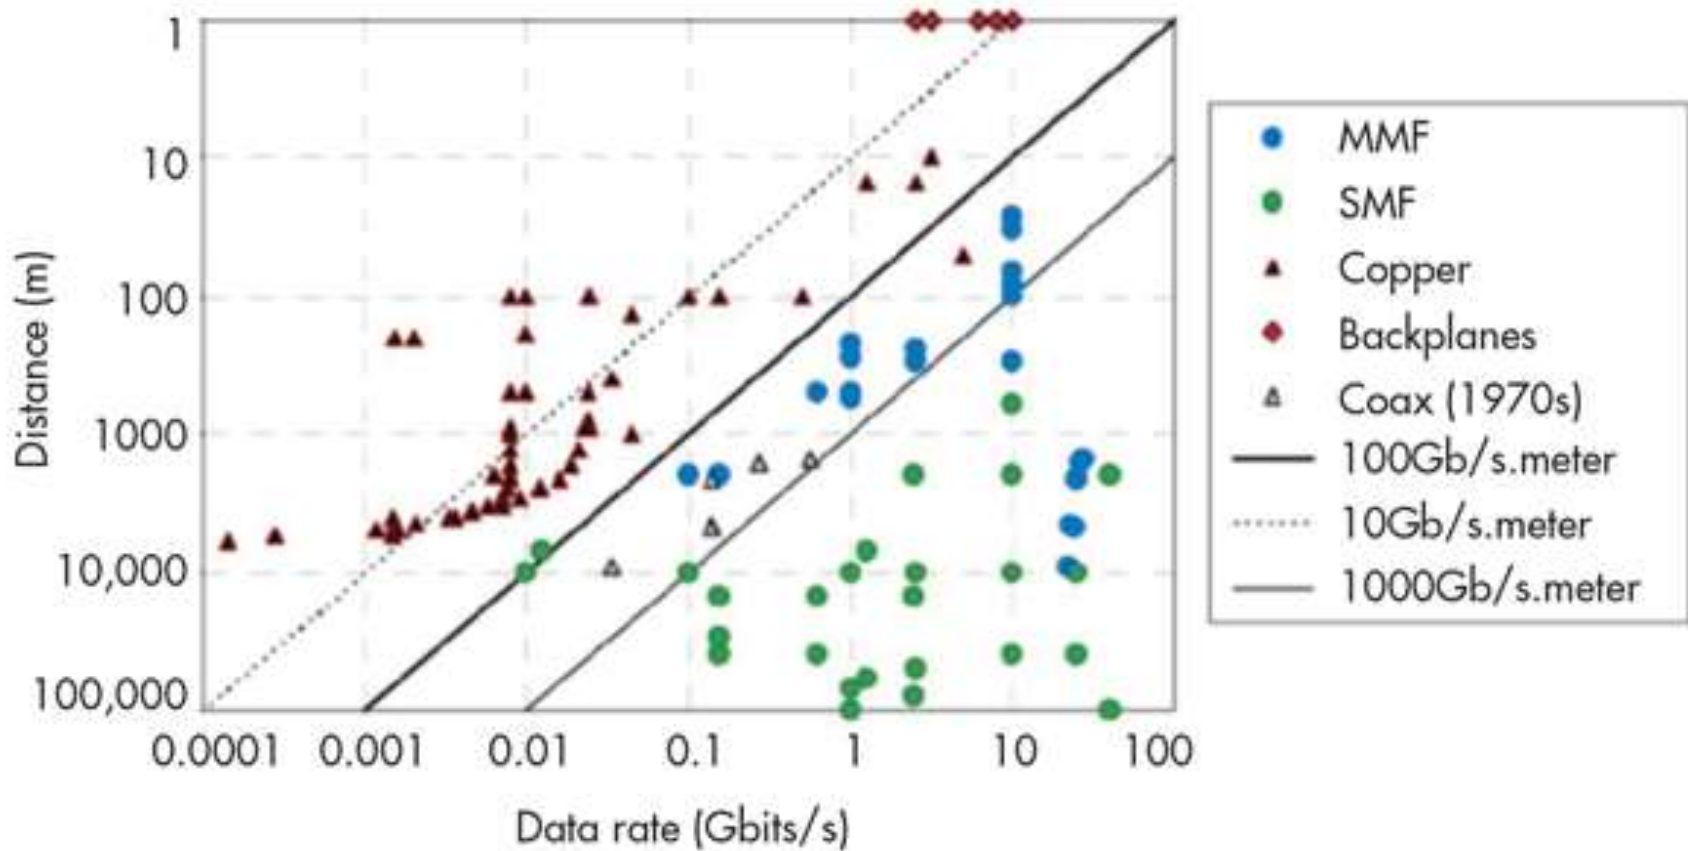 1
10
100
1000
10,000
100,000
Distance (m)
0.0001 0.001 0.01 0.1 1 10 100
Data rate (Gbits/s)
MMF
SMF
Copper
Backplanes
Coax (1970s)
100Gb/s.meter
10Gb/s.meter
1000Gb/s.meter